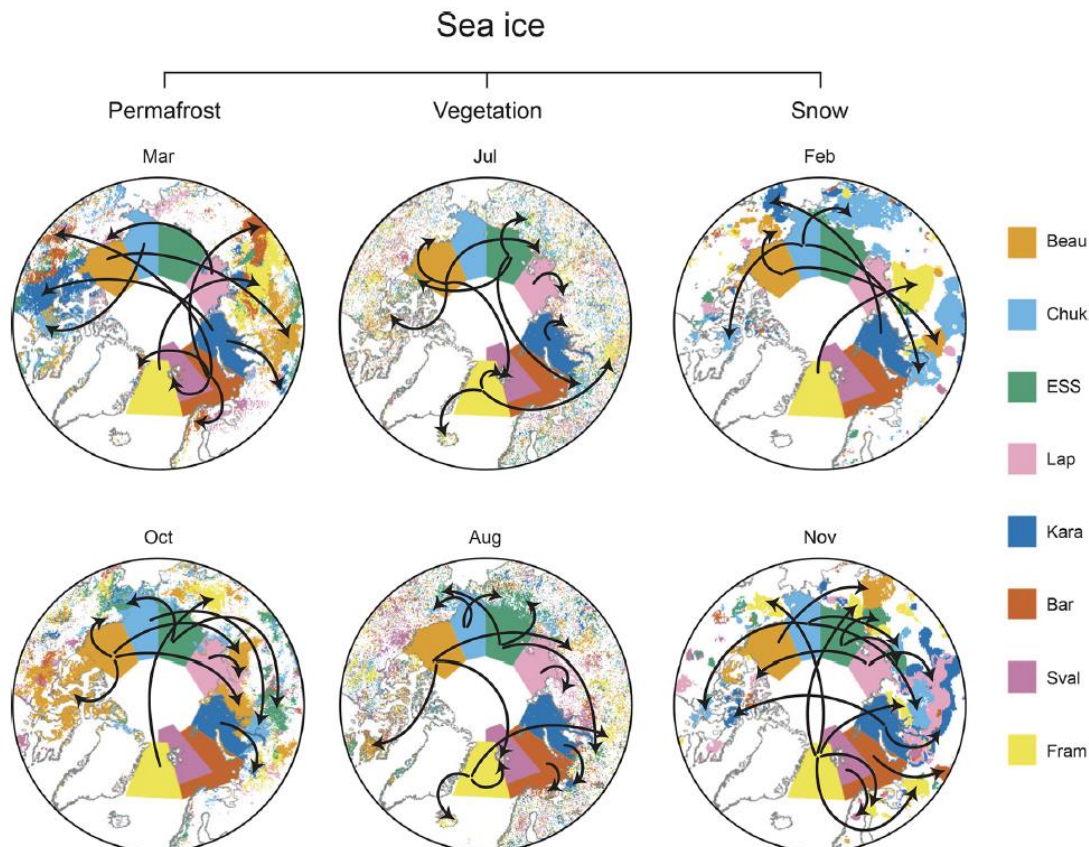 Sea ice
Permafrost Vegetation Snow
Mar Jul Feb
Oct Aug Nov
Beau
Chuk
ESS
Lap
Kara
Bar
Sval
Fram